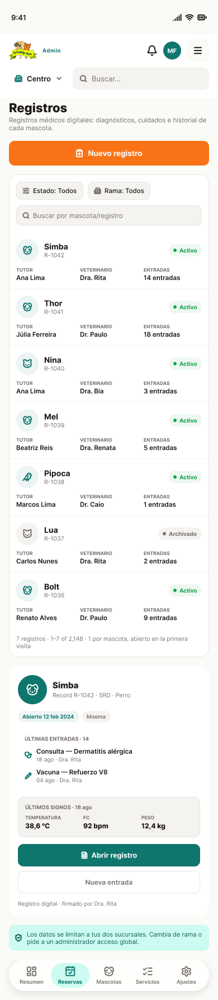 9:41
Friendly-Pets
Admin
MF
Centro
Buscar...
Registros
Registros médicos digitales: diagnósticos, cuidados e historial de
cada mascota.
Nuevo registro
Estado: Todos
Rama: Todos
Buscar por mascota/registro
Simba
R-1042
Activo
TUTOR VETERINARIO ENTRADAS
Ana Lima Dra. Rita 14 entradas
Thor
R-1041
Activo
TUTOR VETERINARIO ENTRADAS
Júlia Ferreira Dr. Paulo 18 entradas
Nina
R-1040
Activo
TUTOR VETERINARIO ENTRADAS
Ana Lima Dra. Bia 3 entradas
Mel
R-1039
Activo
TUTOR VETERINARIO ENTRADAS
Beatriz Reis Dra. Renata 5 entradas
Pipoca
R-1038
Activo
TUTOR VETERINARIO ENTRADAS
Marcos Lima Dr. Caio 1 entradas
Lua
R-1037
Archivado
TUTOR VETERINARIO ENTRADAS
Carlos Nunes Dra. Rita 2 entradas
Bolt
R-1036
Activo
TUTOR VETERINARIO ENTRADAS
Renato Alves Dr. Paulo 9 entradas
7 registros · 1–7 of 2,146 · 1 por mascota, abierto en la primera
visita
Simba
Record R-1042 · SRD · Perro
Abierto 12 feb 2024
Moema
ÚLTIMAS ENTRADAS · 14
Consulta — Dermatitis alérgica
18 ago · Dra. Rita
Vacuna — Refuerzo V8
04 ago · Dra. Rita
ÚLTIMOS SIGNOS · 18 ago
TEMPERATURA FC PESO
38,6 °C 92 bpm 12,4 kg
Abrir registro
Nueva entrada
Registro digital · firmado por Dra. Rita
Los datos se limitan a tus dos sucursales. Cambia de rama o
pide a un administrador acceso global.
Resumen Reservas Mascotas Servicios Ajustes